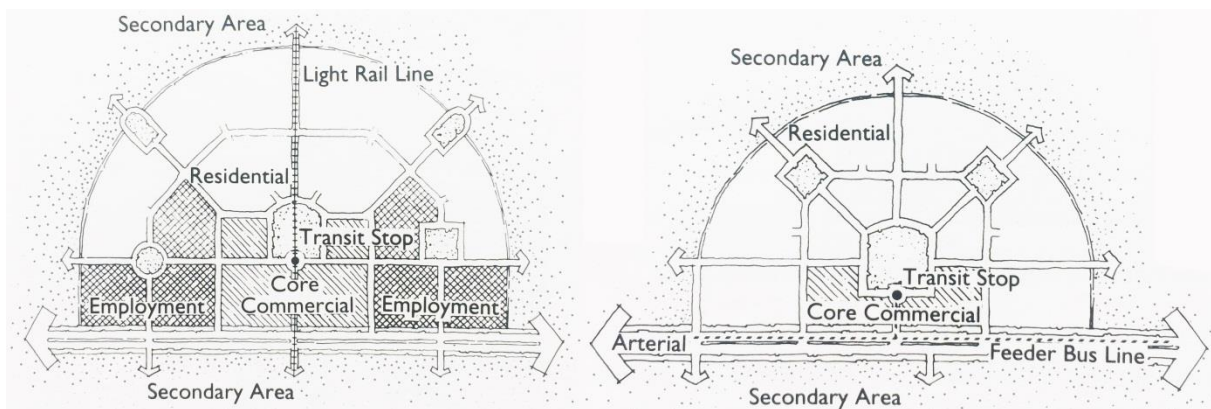 Secondary Area
Light Rail Line
Residential
Transit Stop
Core
Commercial
Employment
Employment
Secondary Area
Secondary Area
Residential
Transit Stop
Core Commercial
Arterial
Feeder Bus Line
Secondary Area